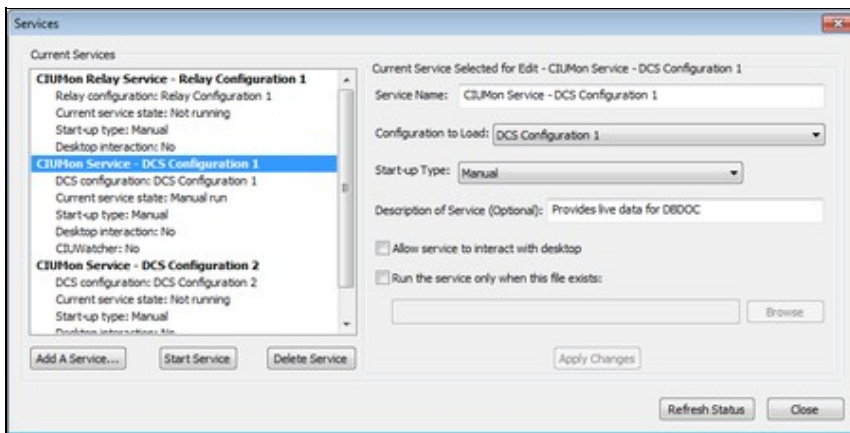 Services
Current Services
CIUMon Relay Service - Relay Configuration 1
Relay configuration: Relay Configuration 1
Current service state: Not running
Start-up type: Manual
Desktop interaction: No
CIUMon Service - DCS Configuration 1
DCS configuration: DCS Configuration 1
Current service state: Manual run
Start-up type: Manual
Desktop interaction: No
CIUWatcher: No
CIUMon Service - DCS Configuration 2
DCS configuration: DCS Configuration 2
Current service state: Not running
Start-up type: Manual
Desktop interaction: No
Add A Service...
Start Service
Delete Service
Current Service Selected for Edit - CIUMon Service - DCS Configuration 1
Service Name: CIUMon Service - DCS Configuration 1
Configuration to Load: DCS Configuration 1
Start-up Type: Manual
Description of Service (Optional): Provides live data for DBDOC
Allow service to interact with desktop
Run the service only when this file exists:
Browse
Apply Changes
Refresh Status
Close